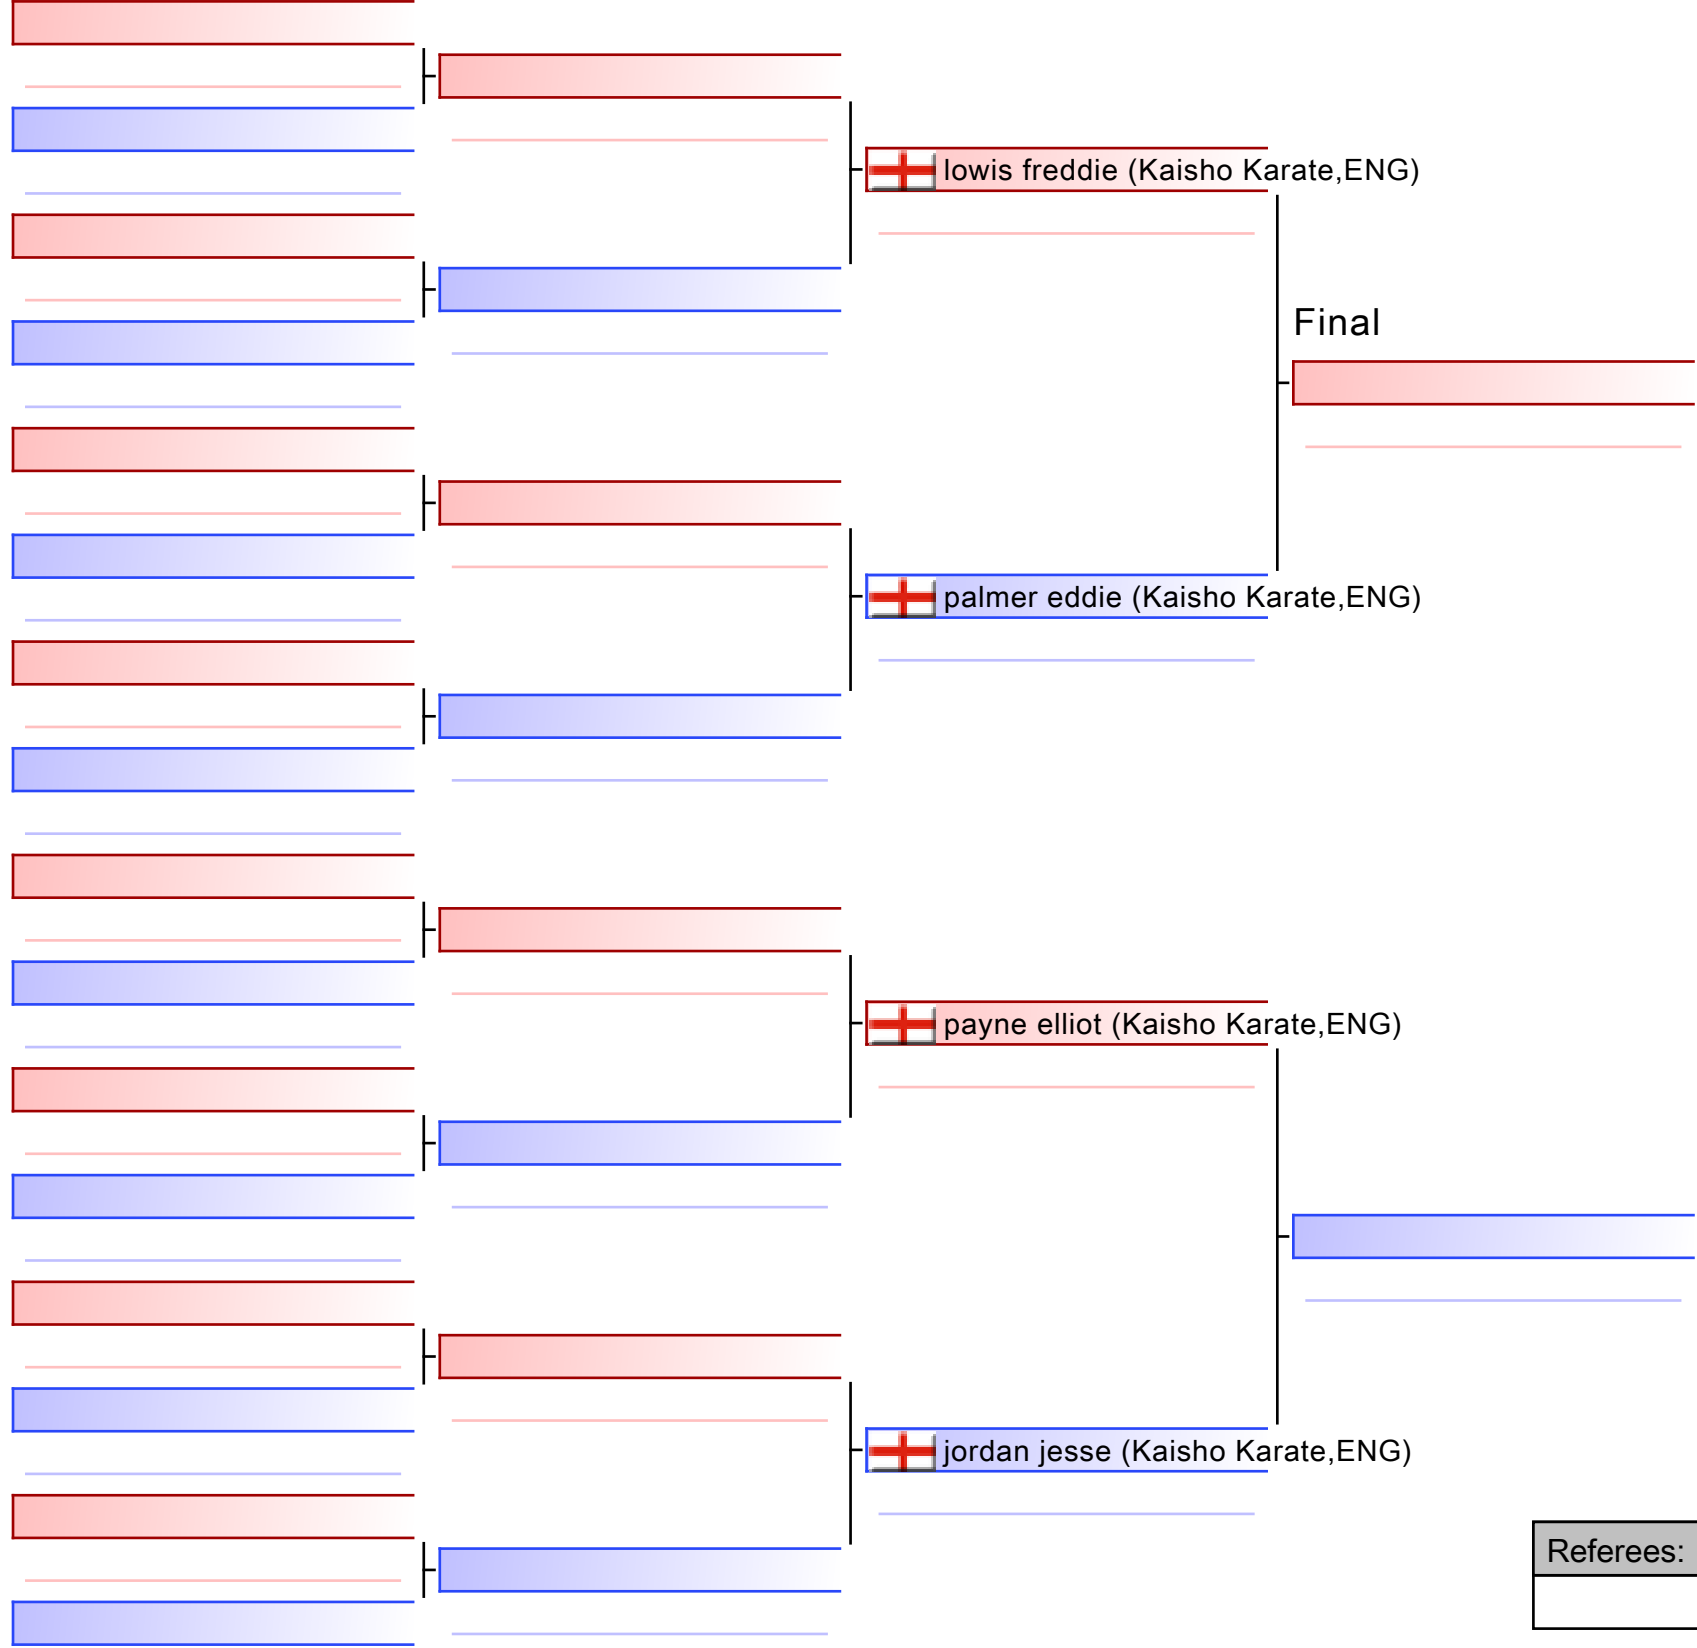 lowis freddie (Kaisho Karate,ENG)
Final
palmer eddie (Kaisho Karate,ENG)
payne elliot (Kaisho Karate,ENG)
jordan jesse (Kaisho Karate,ENG)
Referees: